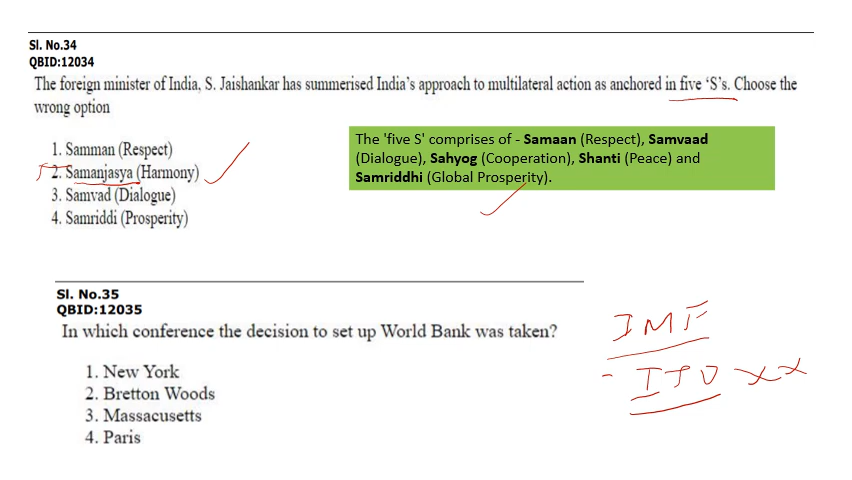 Sl. No.34
QBID:12034
The foreign minister of India, S. Jaishankar has summerised India's approach to multilateral action as anchored in five 'S's. Choose the
wrong option
1. Samman (Respect)
2. Samanjasya (Harmony)
3. Samvad (Dialogue)
4. Samriddi (Prosperity)
The 'five S' comprises of - Samaan (Respect), Samvaad
(Dialogue), Sahyog (Cooperation), Shanti (Peace) and
Samriddhi (Global Prosperity).
Sl. No.35
QBID:12035
In which conference the decision to set up World Bank was taken?
1. New York
2. Bretton Woods
3. Massacusetts
4. Paris
IMF
- ITO XX